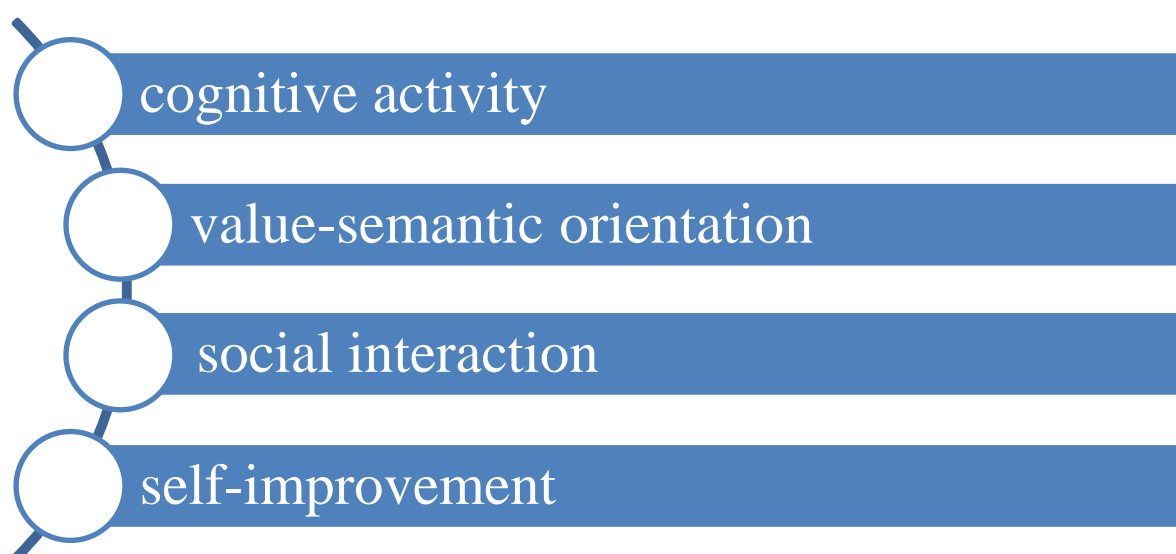 cognitive activity
value-semantic orientation
social interaction
self-improvement